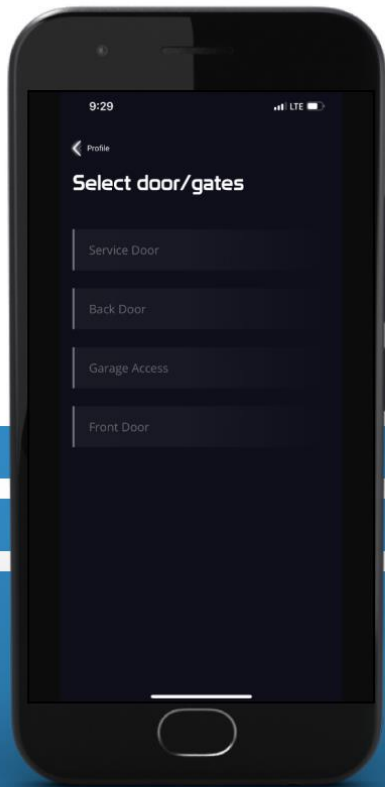 9:29
LTE
Profile
Select door/gates
Service Door
Back Door
Garage Access
Front Door